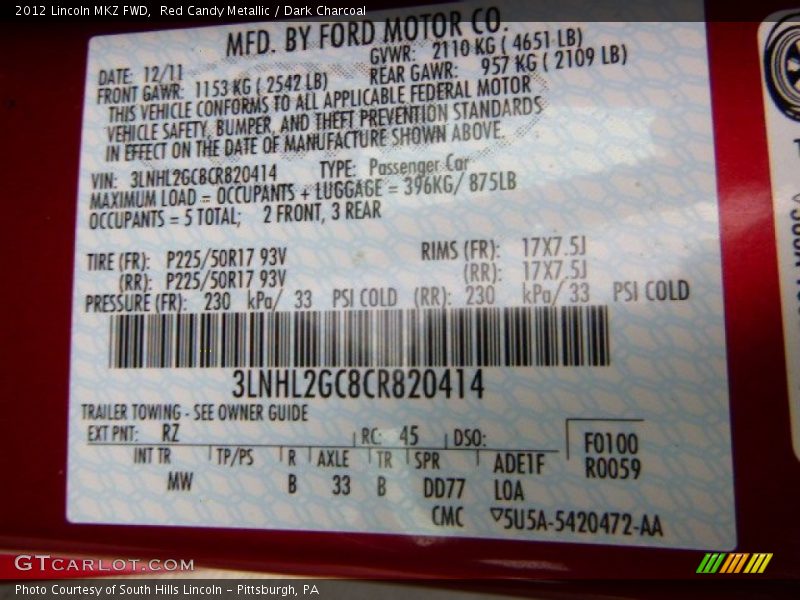 2012 Lincoln MKZ FWD, Red Candy Metallic / Dark Charcoal
MFD. BY FORD MOTOR CO.
DATE: 12/11 GVWR: 2110 KG ( 4651 LB)
FRONT GAWR: 1153 KG ( 2542 LB) REAR GAWR: 957 KG ( 2109 LB)
THIS VEHICLE CONFORMS TO ALL APPLICABLE FEDERAL MOTOR
VEHICLE SAFETY, BUMPER, AND THEFT PREVENTION STANDARDS
IN EFFECT ON THE DATE OF MANUFACTURE SHOWN ABOVE.
VIN: 3LNHL2GC8CR820414 TYPE: Passenger Car
MAXIMUM LOAD = OCCUPANTS + LUGGAGE = 396KG/ 875LB
OCCUPANTS = 5 TOTAL; 2 FRONT, 3 REAR
TIRE (FR): P225/50R17 93V RIMS (FR): 17X7.5J
(RR): P225/50R17 93V (RR): 17X7.5J
PRESSURE (FR): 230 kPa/ 33 PSI COLD (RR): 230 kPa/ 33 PSI COLD
3LNHL2GC8CR820414
TRAILER TOWING - SEE OWNER GUIDE
EXT PNT: RZ RC: 45 DSO: F0100
INT TR TP/PS R AXLE TR SPR ADE1F R0059
MW B 33 B DD77 LOA
CMC ▽5U5A-5420472-AA
GTCARLOT.COM
Photo Courtesy of South Hills Lincoln - Pittsburgh, PA